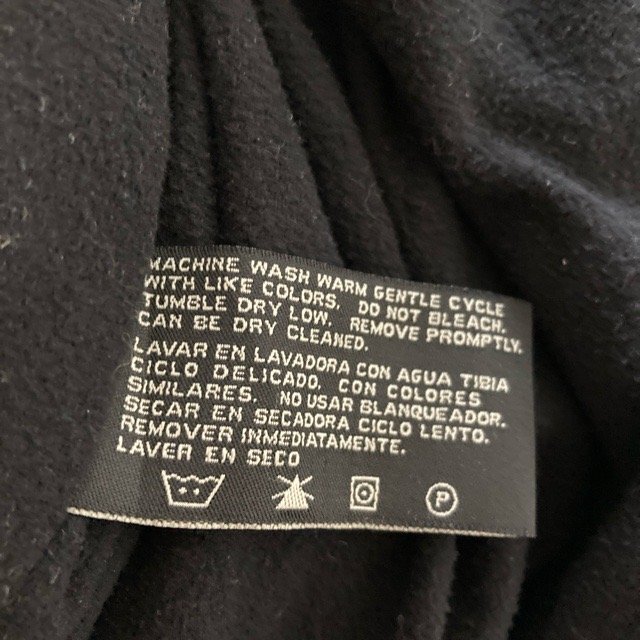 MACHINE WASH WARM GENTLE CYCLE
WITH LIKE COLORS. DO NOT BLEACH.
TUMBLE DRY LOW. REMOVE PROMPTLY.
CAN BE DRY CLEANED.
LAVAR EN LAVADORA CON AGUA TIBIA
CICLO DELICADO. CON COLORES
SIMILARES. NO USAR BLANQUEADOR.
SECAR EN SECADORA CICLO LENTO.
REMOVER INMEDIATAMENTE.
LAVER EN SECO
P